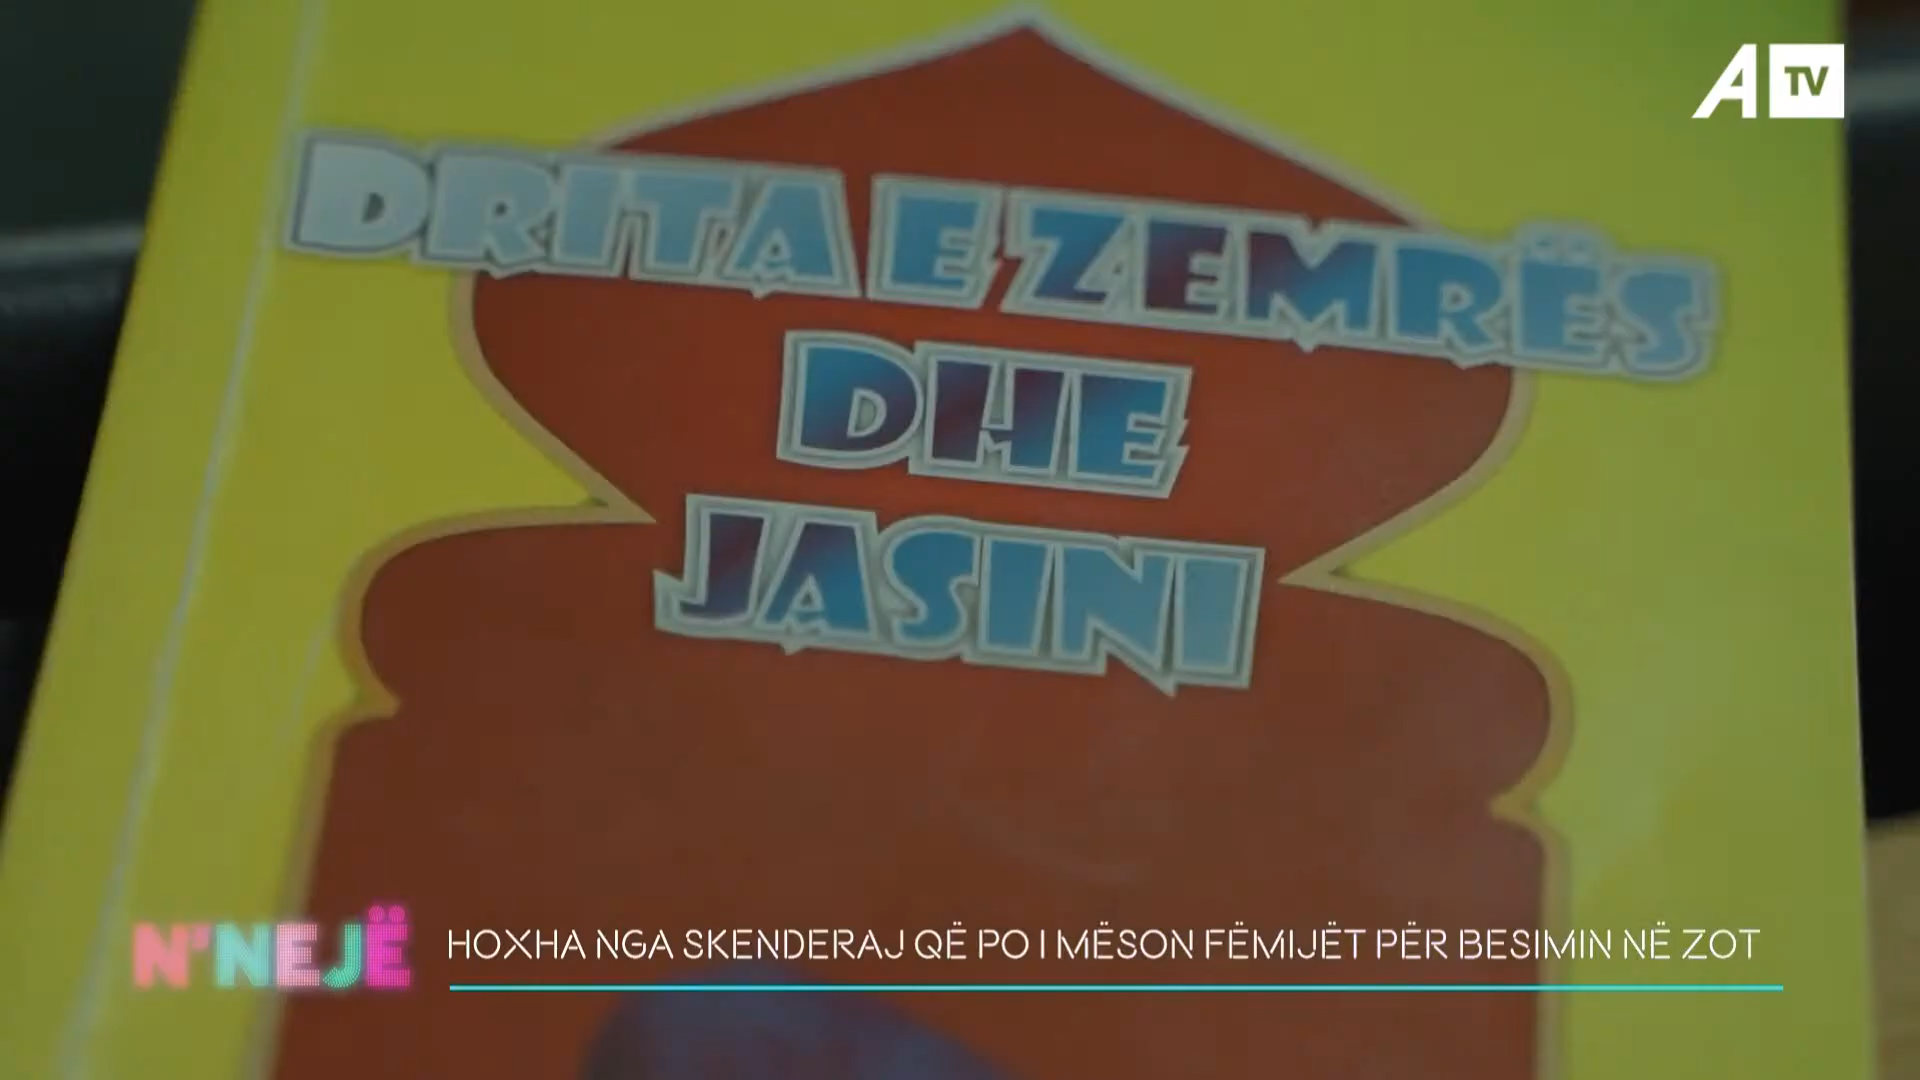 A TV
DRITA E ZEMRËS
DHE
JASINI
N'NEJË
HOXHA NGA SKENDERAJ QË PO I MËSON FËMIJËT PËR BESIMIN NË ZOT